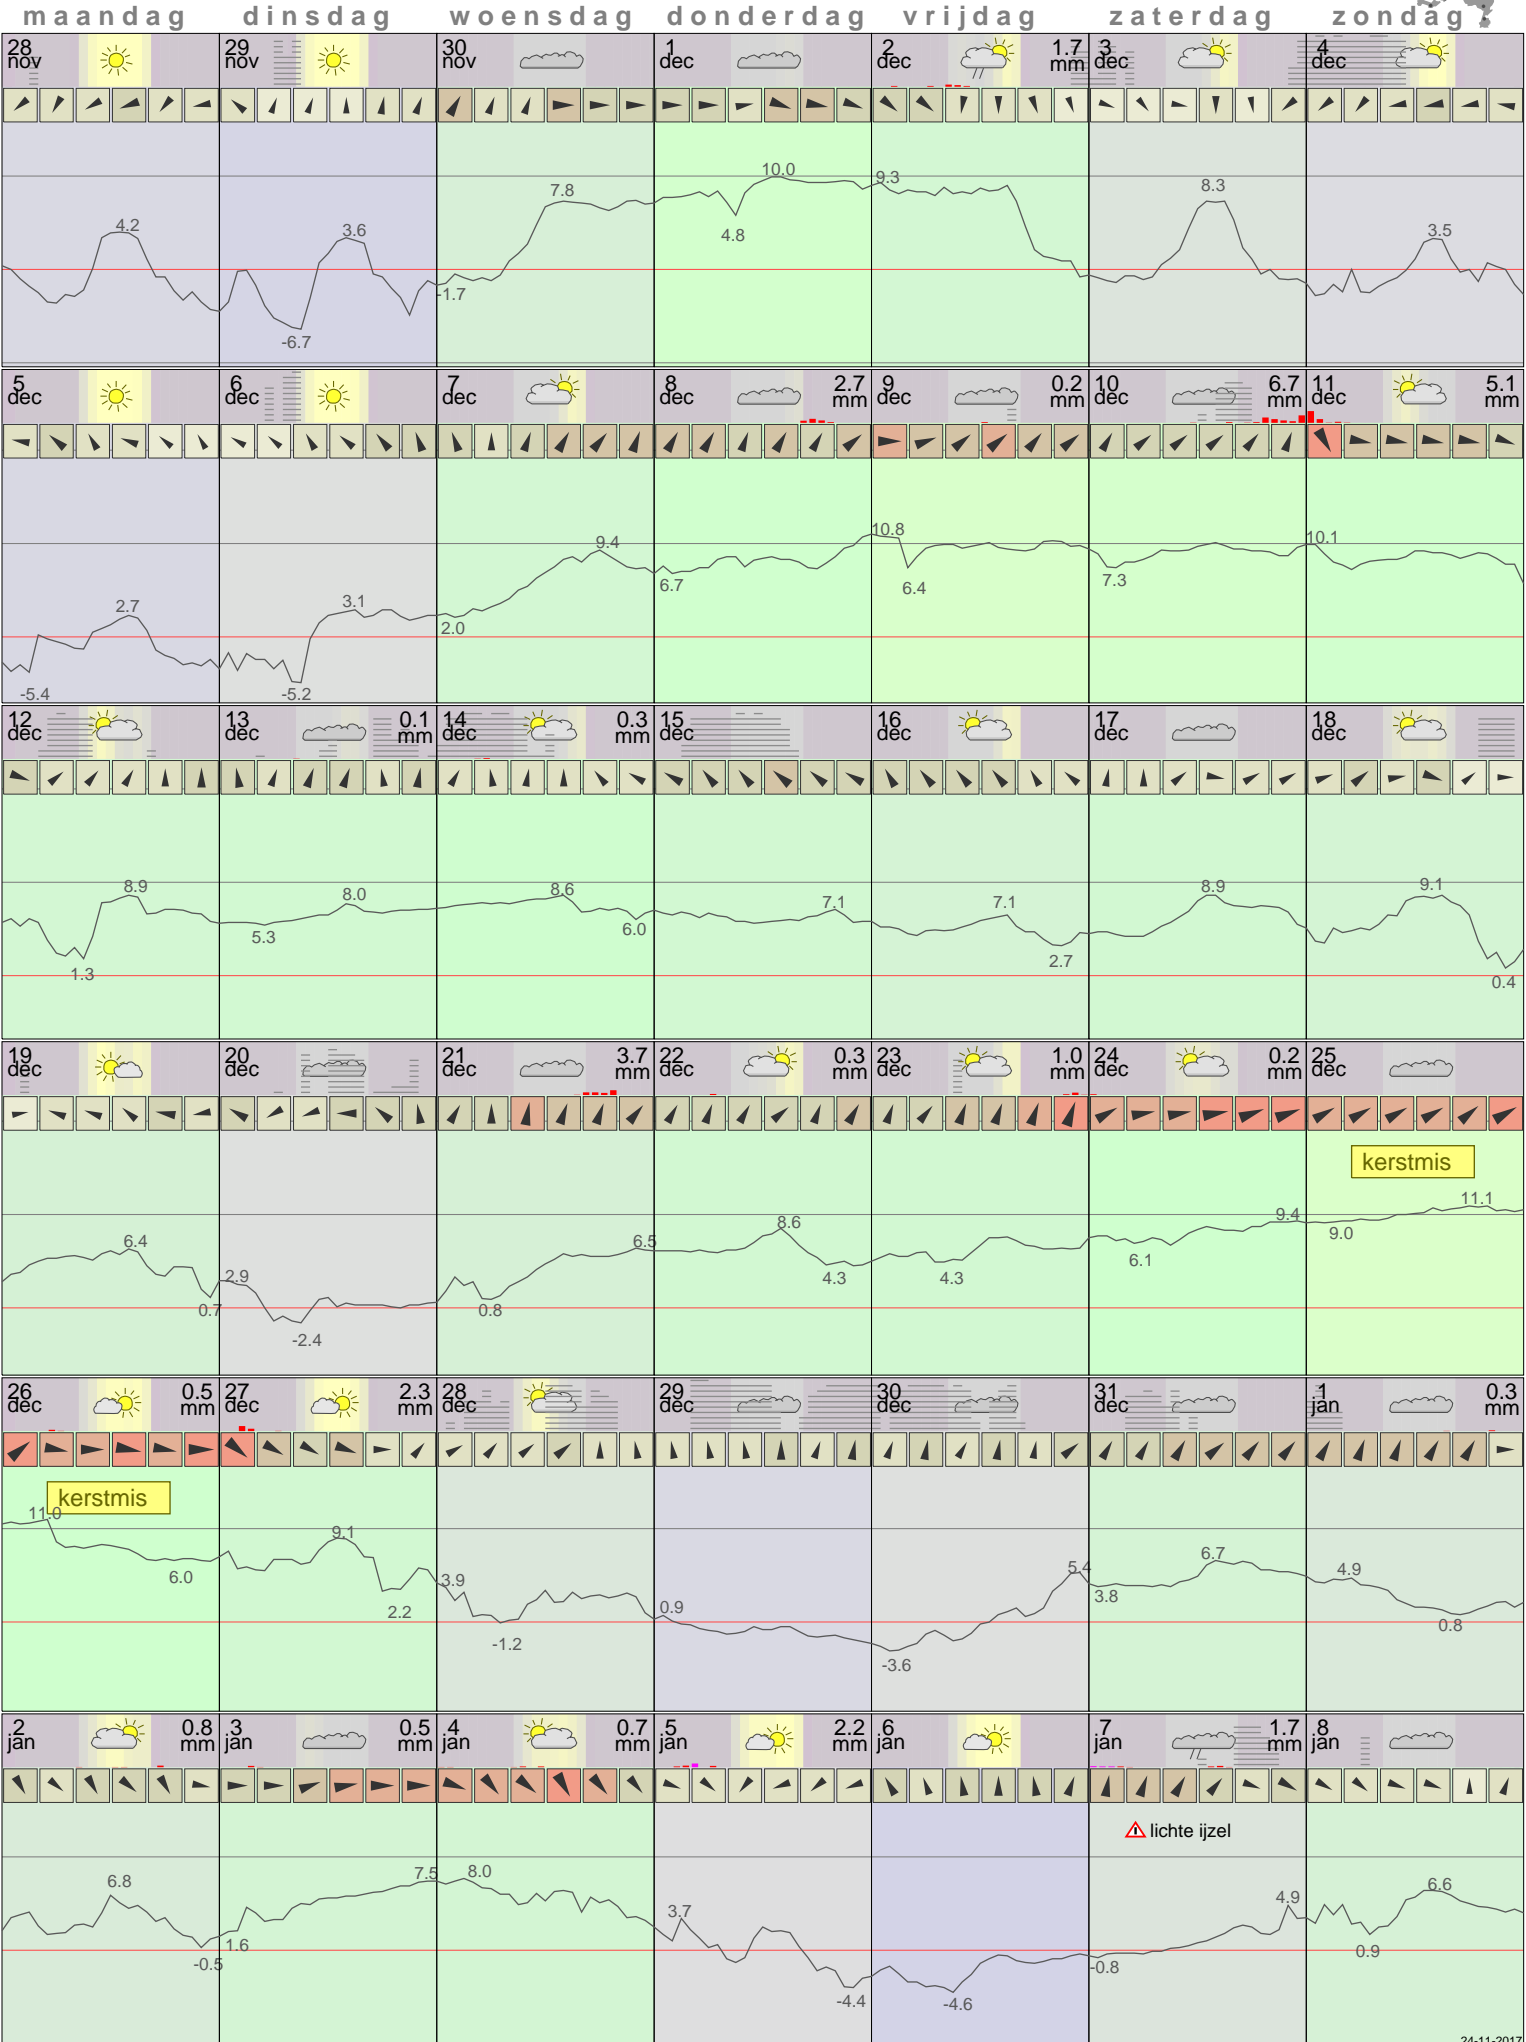 maandag dinsdag woensdag donderdag vrijdag zaterdag zondag
28 29 30 1 2 1.7 3 4
nov nov nov dec dec mm dec dec
4.2 -6.7 3.6 -1.7 7.8 4.8 10.0 9.3 8.3 3.5
5 6 7 8 2.7 9 0.2 10 6.7 11 5.1
dec dec dec dec mm dec mm dec mm dec mm
-5.4 2.7 -5.2 3.1 2.0 9.4 6.7 10.8 6.4 7.3 10.1
12 13 0.1 14 0.3 15 16 17 18
dec dec mm dec mm dec dec dec dec
1.3 8.9 5.3 8.0 8.6 6.0 7.1 7.1 2.7 8.9 9.1 0.4
19 20 21 3.7 22 0.3 23 1.0 24 0.2 25
dec dec dec mm dec mm dec mm dec mm dec
kerstmis
6.4 0.7 2.9 -2.4 0.8 6.5 8.6 4.3 4.3 6.1 9.4 9.0 11.1
26 0.5 27 2.3 28 29 30 31 1 0.3
dec mm dec mm dec dec dec dec jan mm
kerstmis
11.0 6.0 9.1 2.2 3.9 -1.2 0.9 -3.6 5.4 3.8 6.7 4.9 0.8
2 0.8 3 0.5 4 0.7 5 2.2 6 7 1.7 8
jan mm jan mm jan mm jan mm jan jan mm jan
lichte ijzel
6.8 -0.5 1.6 7.5 8.0 3.7 -4.4 -4.6 -0.8 4.9 0.9 6.6
24-11-2017